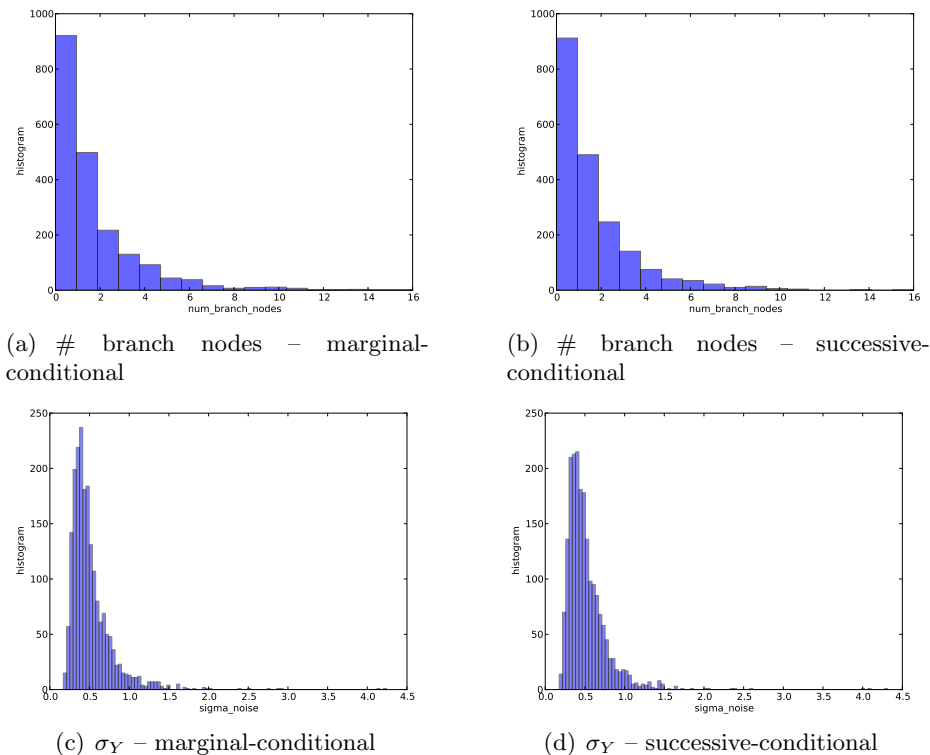 1000
800
600
400
200
0
histogram
0 2 4 6 8 10 12 14 16
num_branch_nodes
(a) # branch nodes – marginal-
conditional
1000
800
600
400
200
0
histogram
0 2 4 6 8 10 12 14 16
num_branch_nodes
(b) # branch nodes – successive-
conditional
250
200
150
100
50
0
histogram
0.0 0.5 1.0 1.5 2.0 2.5 3.0 3.5 4.0 4.5
sigma_noise
(c) σY – marginal-conditional
250
200
150
100
50
0
histogram
0.0 0.5 1.0 1.5 2.0 2.5 3.0 3.5 4.0 4.5
sigma_noise
(d) σY – successive-conditional